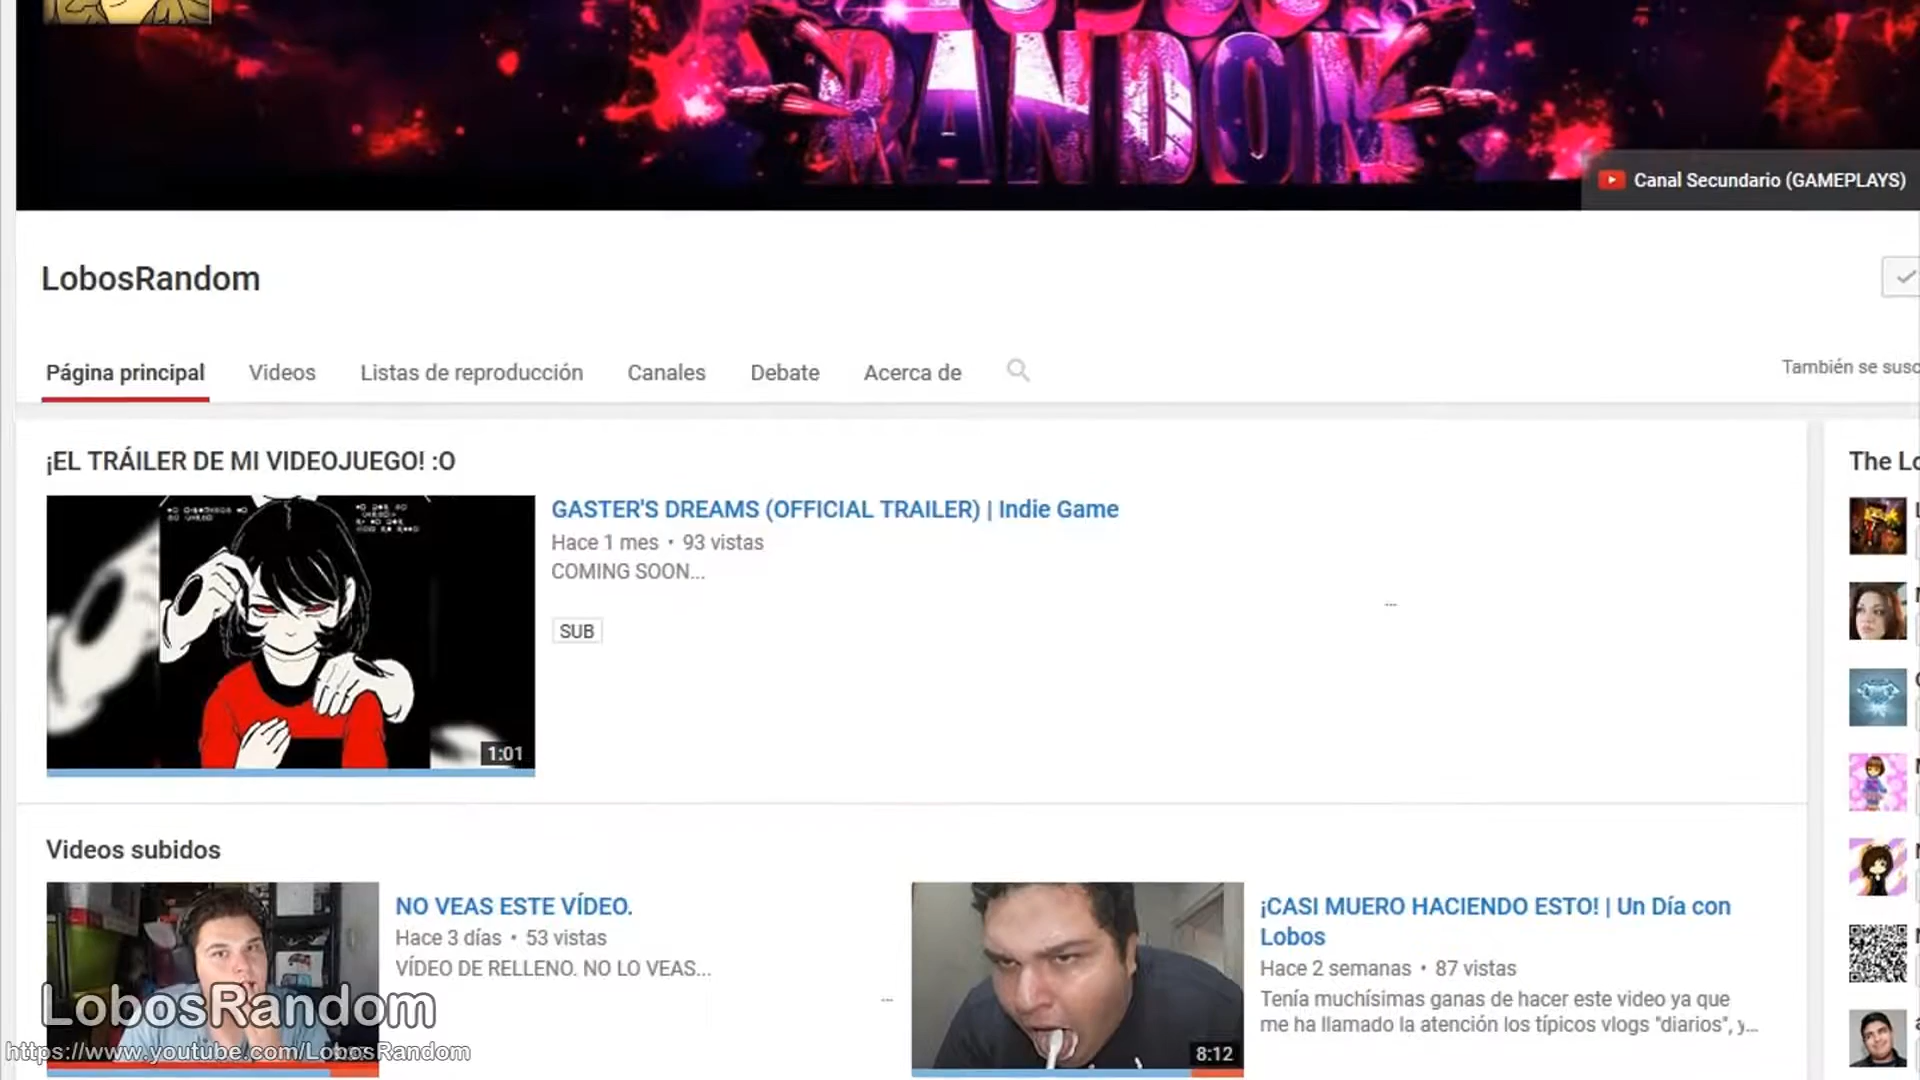 RANDOM
Canal Secundario (GAMEPLAYS)
LobosRandom
Página principal
Videos
Listas de reproducción
Canales
Debate
Acerca de
También se susc
¡EL TRÁILER DE MI VIDEOJUEGO! :O
The Lo
GASTER'S DREAMS (OFFICIAL TRAILER) | Indie Game
Hace 1 mes • 93 vistas
COMING SOON...
SUB
1:01
Videos subidos
NO VEAS ESTE VÍDEO.
Hace 3 días • 53 vistas
VÍDEO DE RELLENO. NO LO VEAS...
¡CASI MUERO HACIENDO ESTO! | Un Día con
Lobos
Hace 2 semanas • 87 vistas
Tenía muchísimas ganas de hacer este video ya que
me ha llamado la atención los típicos vlogs "diarios", y...
8:12
LobosRandom
https://www.youtube.com/LobosRandom